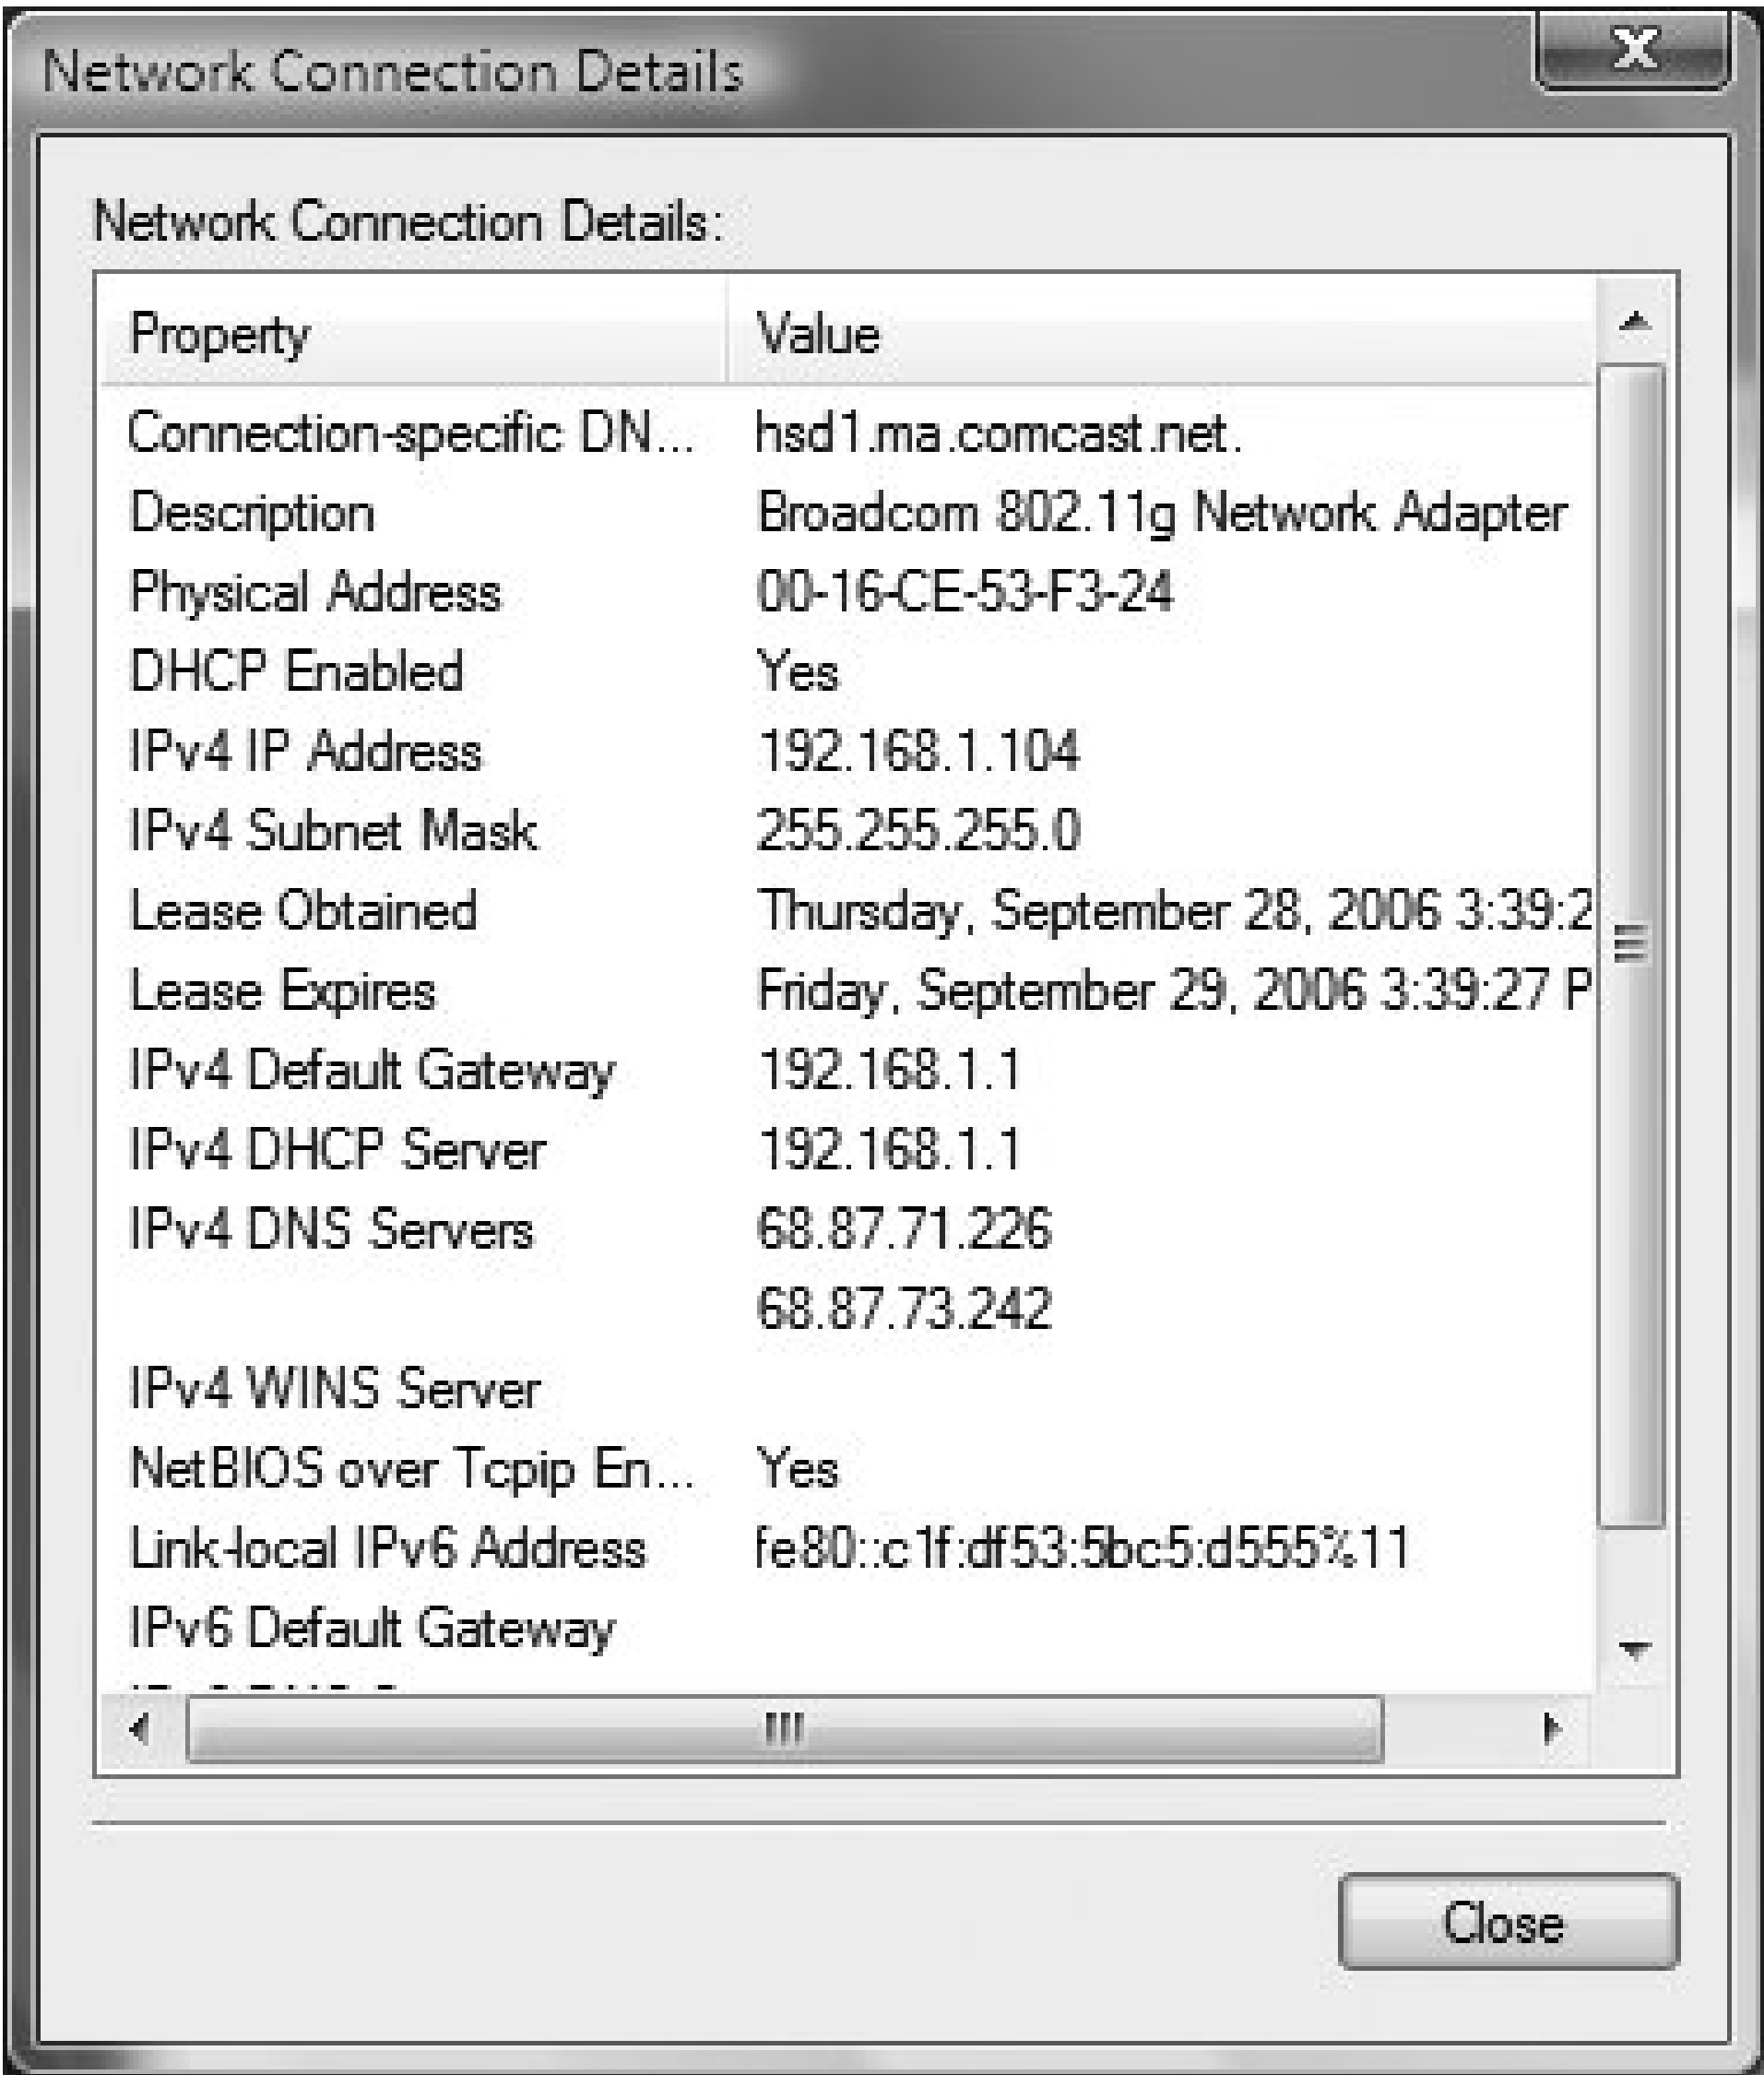 Network Connection Details
Network Connection Details:
Property Value
Connection-specific DN... hsd1.ma.comcast.net.
Description Broadcom 802.11g Network Adapter
Physical Address 00-16-CE-53-F3-24
DHCP Enabled Yes
IPv4 IP Address 192.168.1.104
IPv4 Subnet Mask 255.255.255.0
Lease Obtained Thursday, September 28, 2006 3:39:2
Lease Expires Friday, September 29, 2006 3:39:27 P
IPv4 Default Gateway 192.168.1.1
IPv4 DHCP Server 192.168.1.1
IPv4 DNS Servers 68.87.71.226
68.87.73.242
IPv4 WINS Server
NetBIOS over Tcpip En... Yes
Link-local IPv6 Address fe80::c1f:df53:5bc5:d555%11
IPv6 Default Gateway
Close